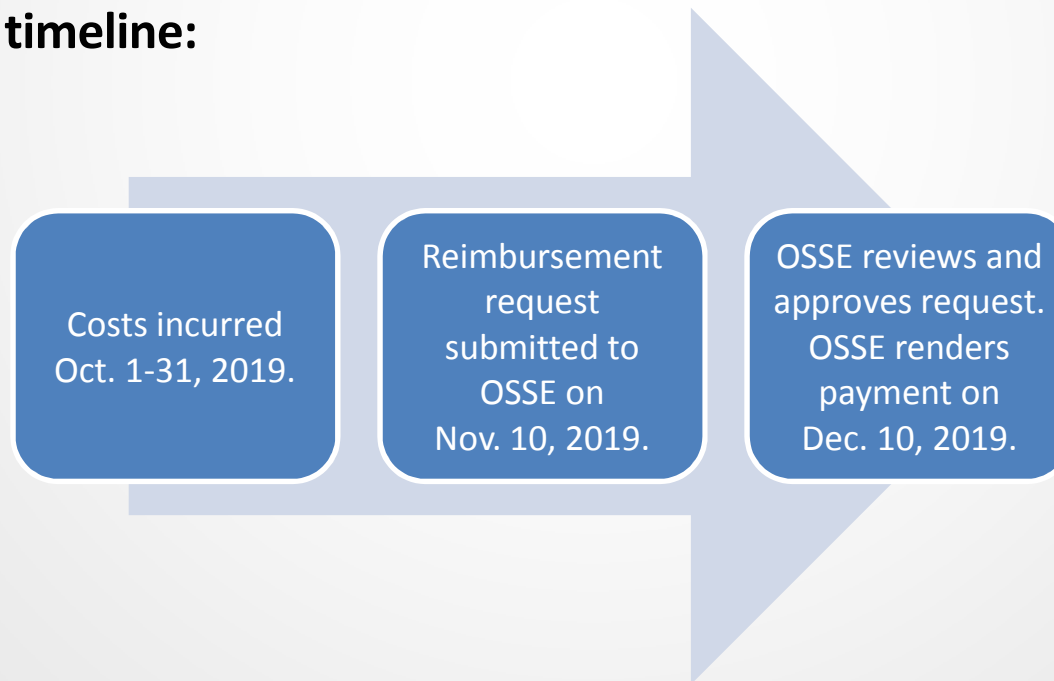 timeline:
Costs incurred
Oct. 1-31, 2019.
Reimbursement
request
submitted to
OSSE on
Nov. 10, 2019.
OSSE reviews and
approves request.
OSSE renders
payment on
Dec. 10, 2019.